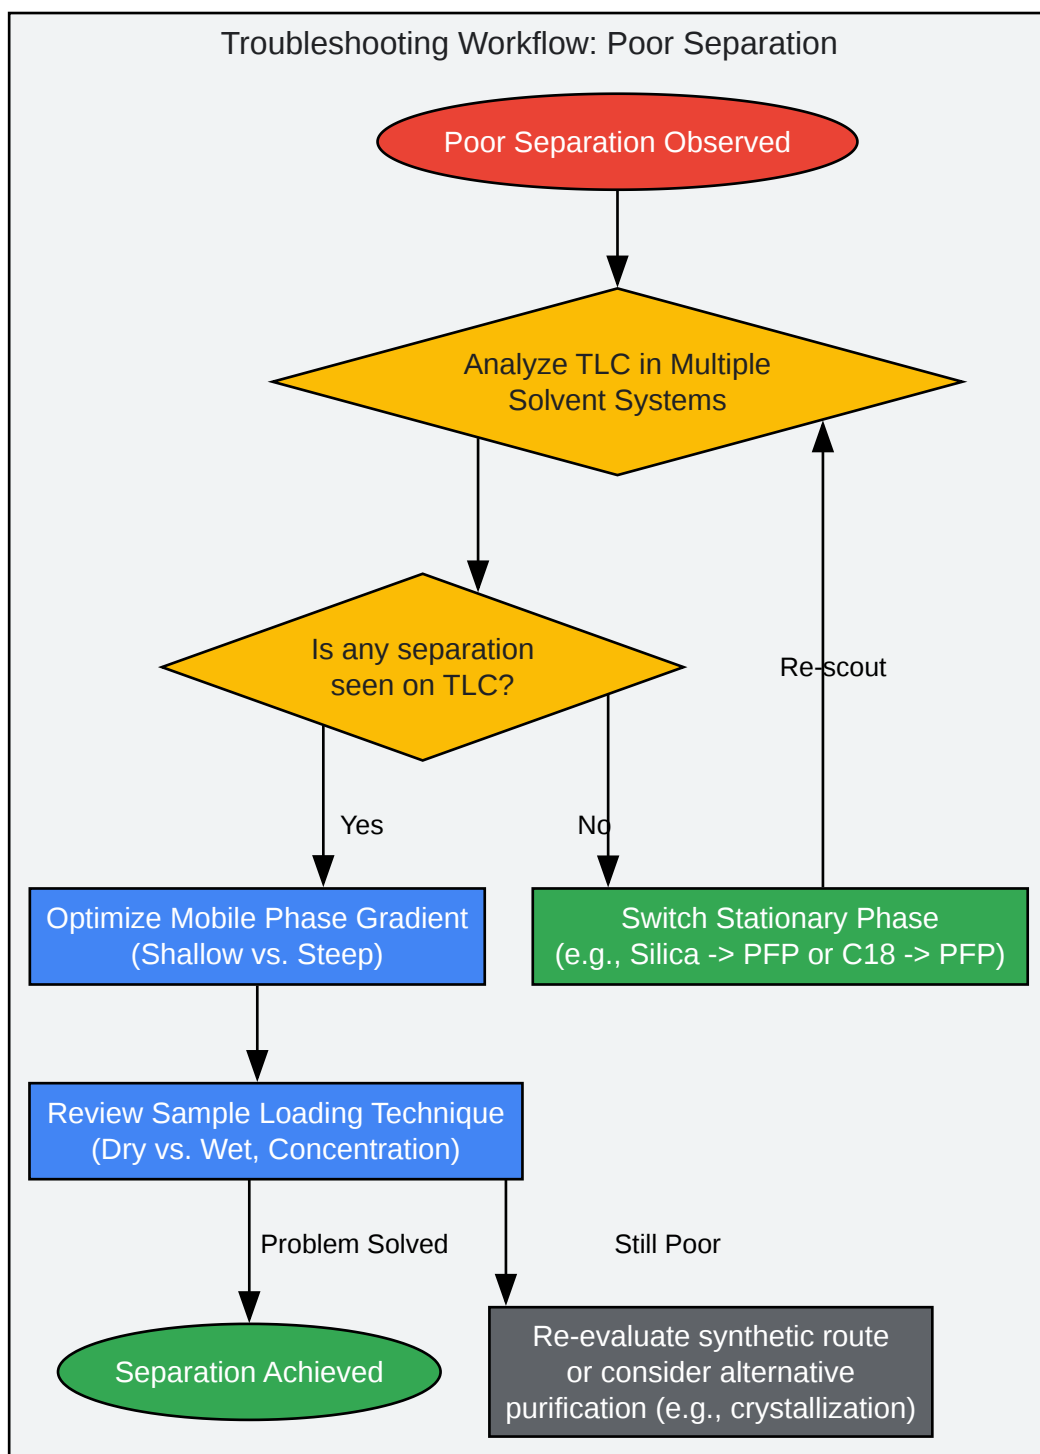 Troubleshooting Workflow: Poor Separation
Poor Separation Observed
Analyze TLC in Multiple
Solvent Systems
Is any separation
seen on TLC?
Re-scout
Yes
No
Optimize Mobile Phase Gradient
(Shallow vs. Steep)
Switch Stationary Phase
(e.g., Silica -> PFP or C18 -> PFP)
Review Sample Loading Technique
(Dry vs. Wet, Concentration)
Problem Solved
Still Poor
Separation Achieved
Re-evaluate synthetic route
or consider alternative
purification (e.g., crystallization)